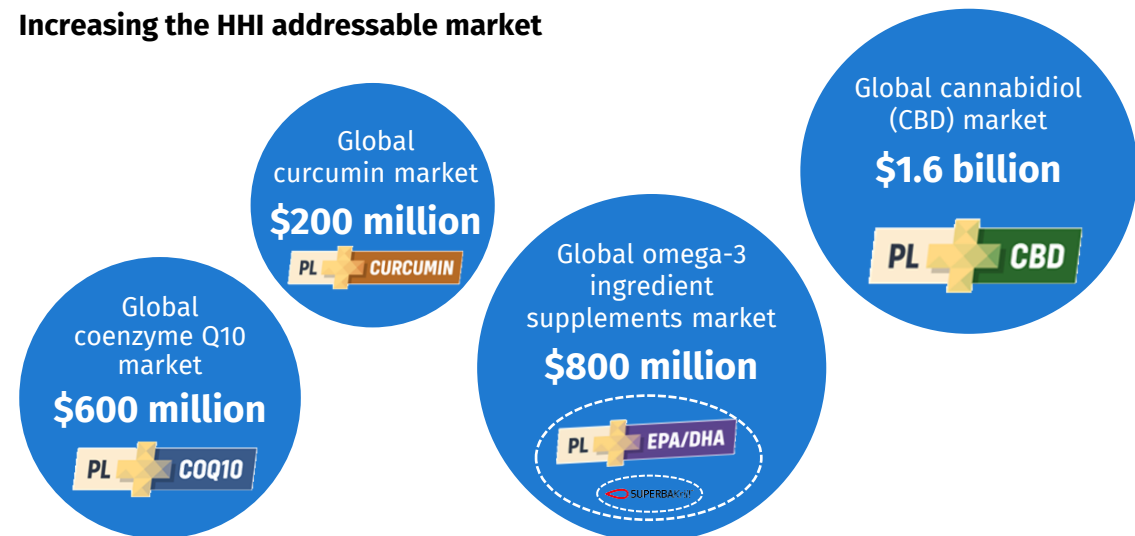 Increasing the HHI addressable market
Global
coenzyme Q10
market
$600 million
PL COQ10
Global
curcumin market
$200 million
PL CURCUMIN
Global omega-3
ingredient
supplements market
$800 million
PL EPA/DHA
Global cannabidiol
(CBD) market
$1.6 billion
PL CBD